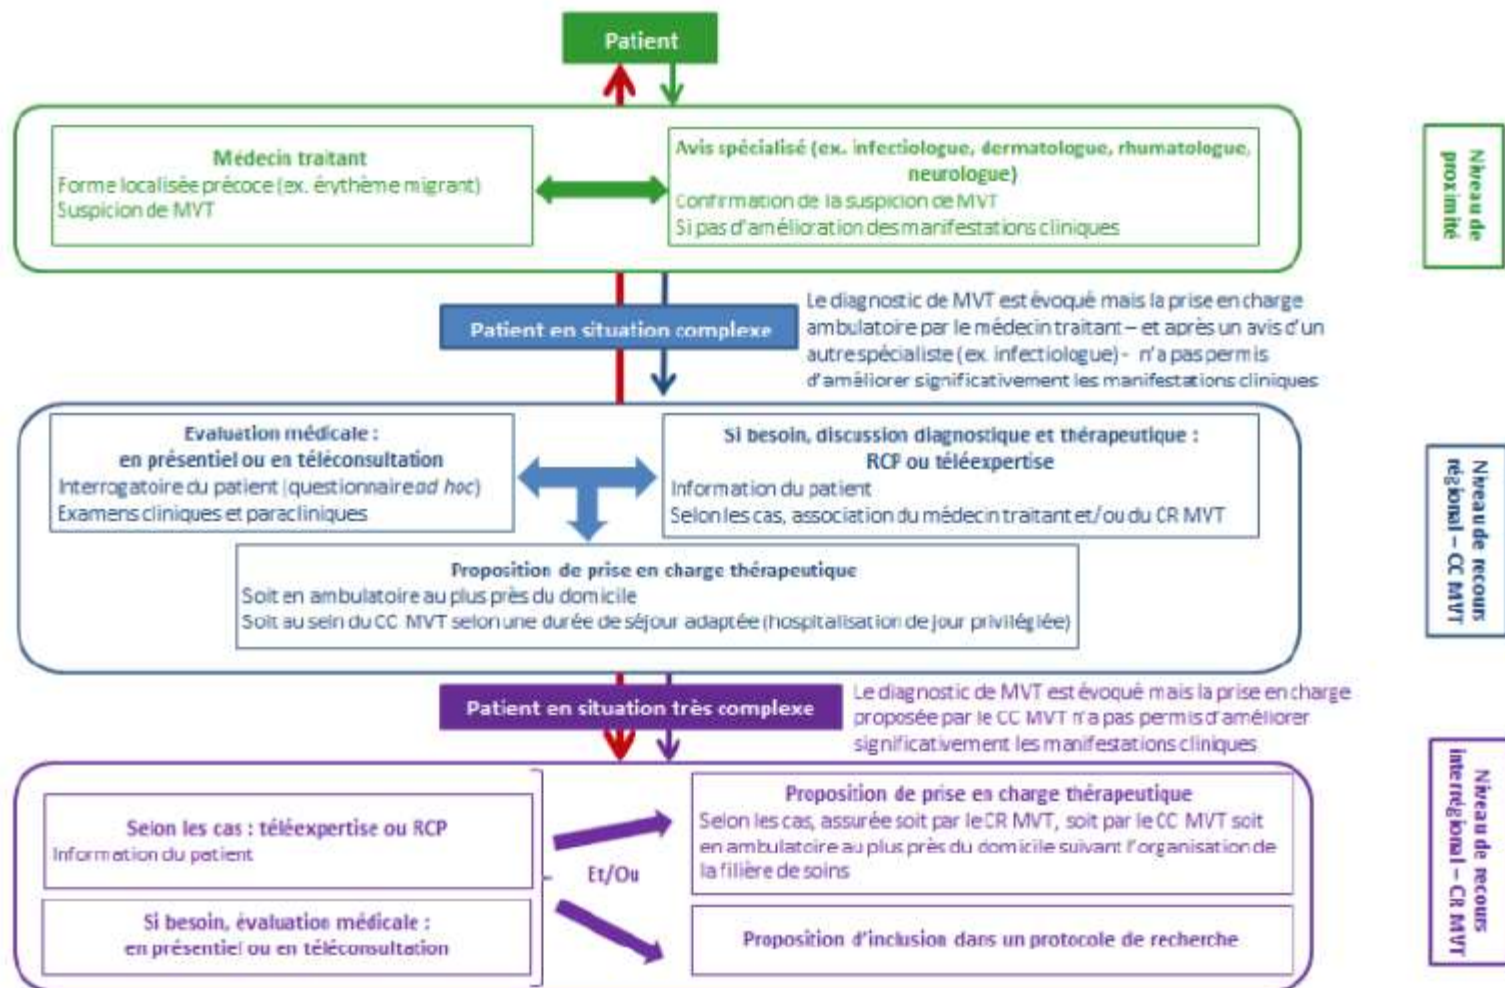 Patient
Médecin traitant
Forme localisée précoce (ex. érythème migrant)
Suspicion de MVT
Avis spécialisé (ex. infectiologue, dermatologue, rhumatologue,
neurologue)
Confirmation de la suspicion de MVT
Si pas d'amélioration des manifestations cliniques
Niveau de
proximité
Patient en situation complexe
Le diagnostic de MVT est évoqué mais la prise en charge
ambulatoire par le médecin traitant – et après un avis d'un
autre spécialiste (ex. infectiologue) - n'a pas permis
d'améliorer significativement les manifestations cliniques
Evaluation médicale :
en présentiel ou en téléconsultation
Interrogatoire du patient (questionnaire ad hoc)
Examens cliniques et paracliniques
Si besoin, discussion diagnostique et thérapeutique :
RCP ou téléexpertise
Information du patient
Selon les cas, association du médecin traitant et/ou du CR MVT
Proposition de prise en charge thérapeutique
Soit en ambulatoire au plus près du domicile
Soit au sein du CC MVT selon une durée de séjour adaptée (hospitalisation de jour privilégiée)
Niveau de recours
régional – CC MVT
Patient en situation très complexe
Le diagnostic de MVT est évoqué mais la prise en charge
proposée par le CC MVT n'a pas permis d'améliorer
significativement les manifestations cliniques
Selon les cas : téléexpertise ou RCP
Information du patient
Si besoin, évaluation médicale :
en présentiel ou en téléconsultation
Et/Ou
Proposition de prise en charge thérapeutique
Selon les cas, assurée soit par le CR MVT, soit par le CC MVT soit
en ambulatoire au plus près du domicile suivant l'organisation de
la filière de soins
Proposition d'inclusion dans un protocole de recherche
Niveau de recours
interrégional – CR MVT